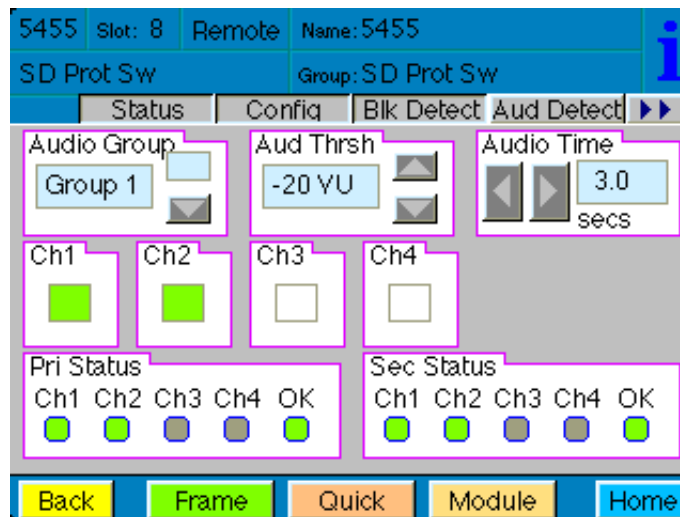 5455 Slot: 8 Remote Name: 5455
SD Prot Sw Group: SD Prot Sw
i
Status Config Blk Detect Aud Detect
Audio Group Aud Thrsh Audio Time
Group 1 -20 VU 3.0
secs
Ch1 Ch2 Ch3 Ch4
Pri Status Sec Status
Ch1 Ch2 Ch3 Ch4 OK Ch1 Ch2 Ch3 Ch4 OK
Back Frame Quick Module Home